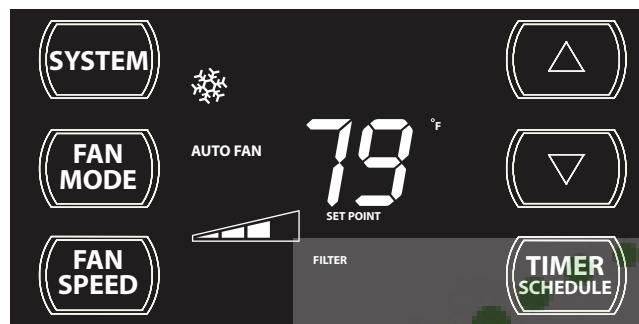 SYSTEM
FAN
MODE
AUTO FAN
79 °F
SET POINT
FAN
SPEED
FILTER
TIMER
SCHEDULE